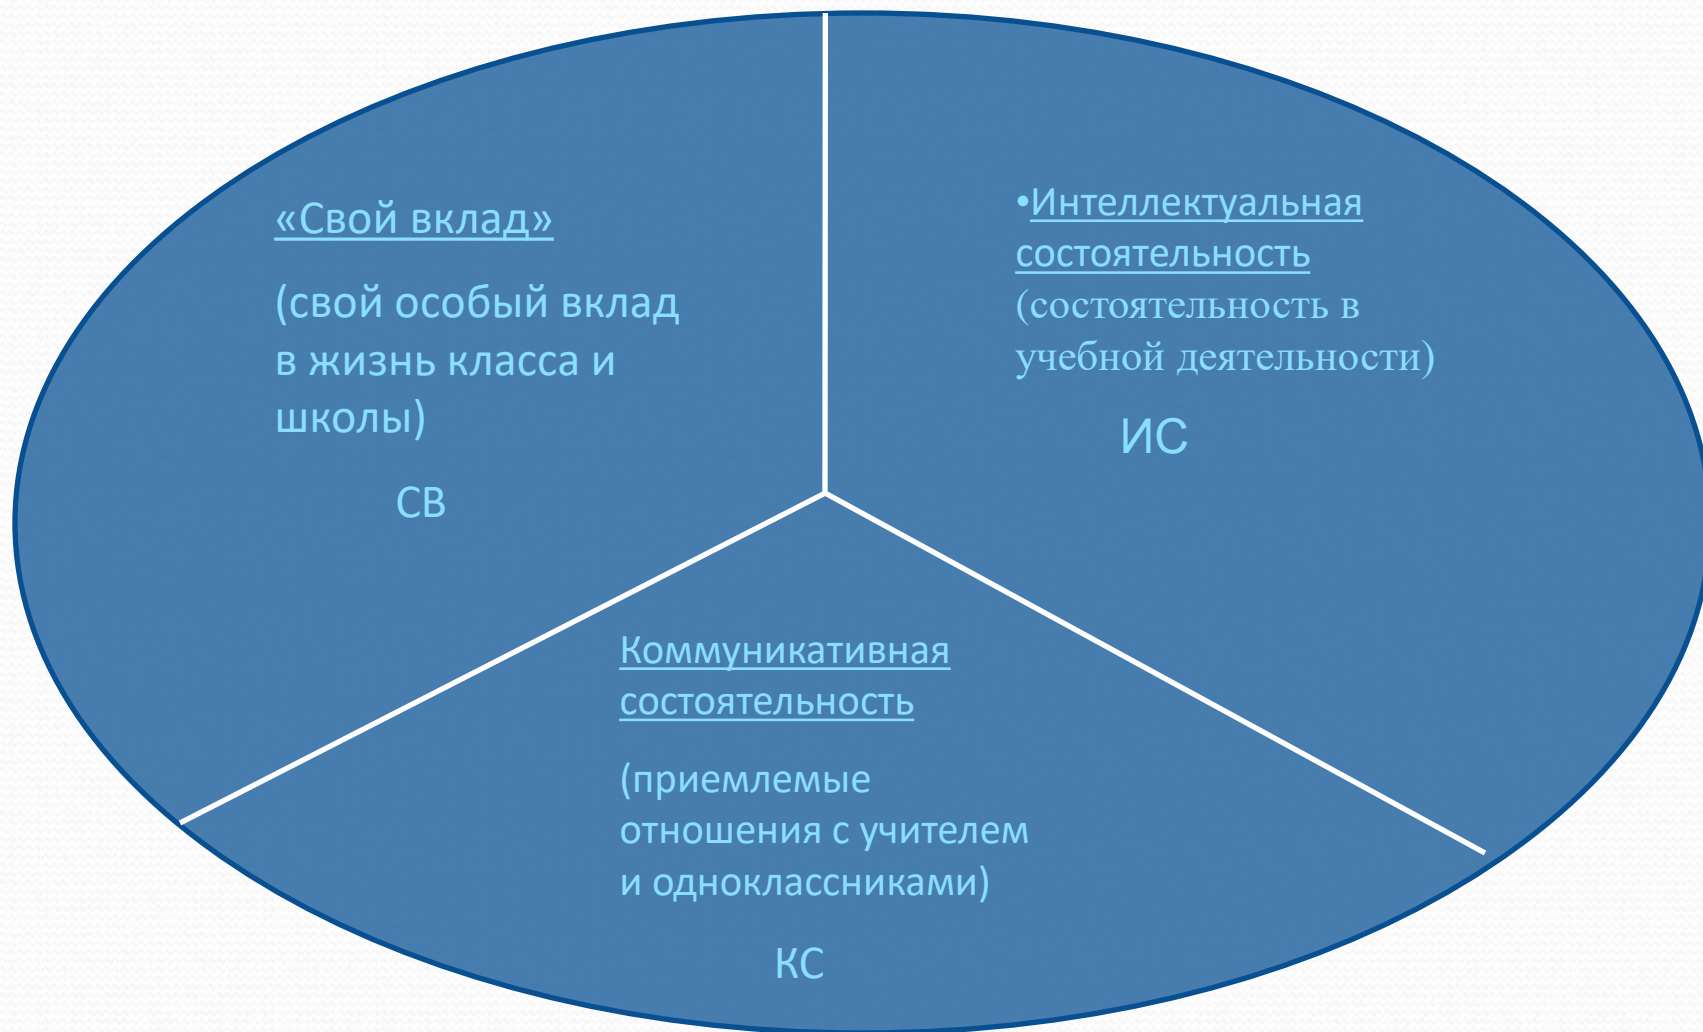 «Свой вклад»
(свой особый вклад
в жизнь класса и
школы)
СВ
•Интеллектуальная
состоятельность
(состоятельность в
учебной деятельности)
ИС
Коммуникативная
состоятельность
(приемлемые
отношения с учителем
и одноклассниками)
КС